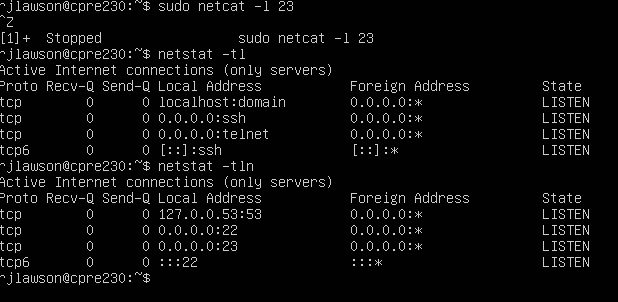 rjlawson@cpre230:~$ sudo netcat -l 23
^Z
[1]+  Stopped                 sudo netcat -l 23
rjlawson@cpre230:~$ netstat -tl
Active Internet connections (only servers)
Proto Recv-Q Send-Q Local Address           Foreign Address         State
tcp        0      0 localhost:domain        0.0.0.0:*               LISTEN
tcp        0      0 0.0.0.0:ssh             0.0.0.0:*               LISTEN
tcp        0      0 0.0.0.0:telnet          0.0.0.0:*               LISTEN
tcp6       0      0 [::]:ssh                [::]:*                  LISTEN
rjlawson@cpre230:~$ netstat -tln
Active Internet connections (only servers)
Proto Recv-Q Send-Q Local Address           Foreign Address         State
tcp        0      0 127.0.0.53:53           0.0.0.0:*               LISTEN
tcp        0      0 0.0.0.0:22              0.0.0.0:*               LISTEN
tcp        0      0 0.0.0.0:23              0.0.0.0:*               LISTEN
tcp6       0      0 :::22                   :::*                    LISTEN
rjlawson@cpre230:~$